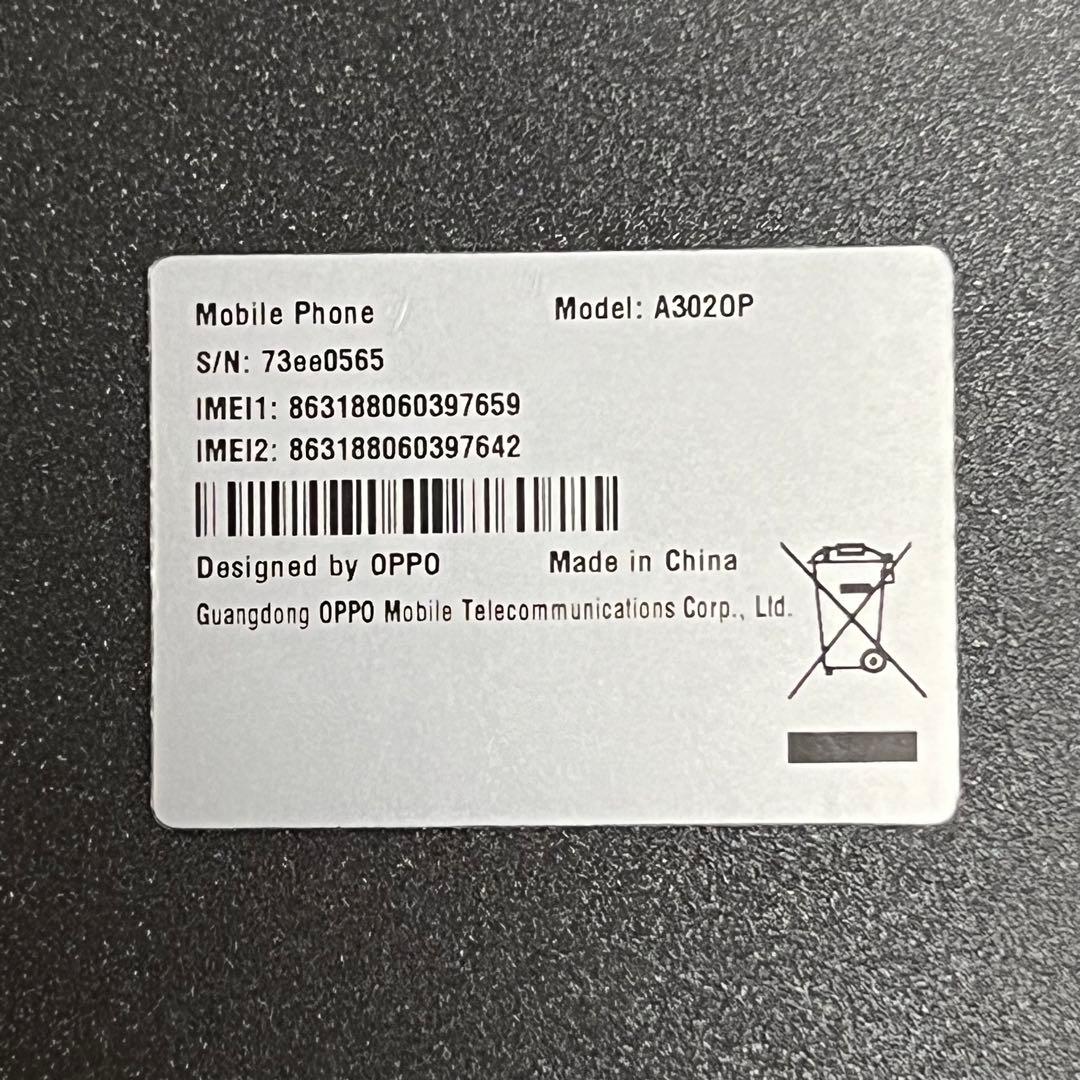 Mobile Phone Model: A302OP
S/N: 73ee0565
IMEI1: 863188060397659
IMEI2: 863188060397642
Designed by OPPO Made in China
Guangdong OPPO Mobile Telecommunications Corp., Ltd.